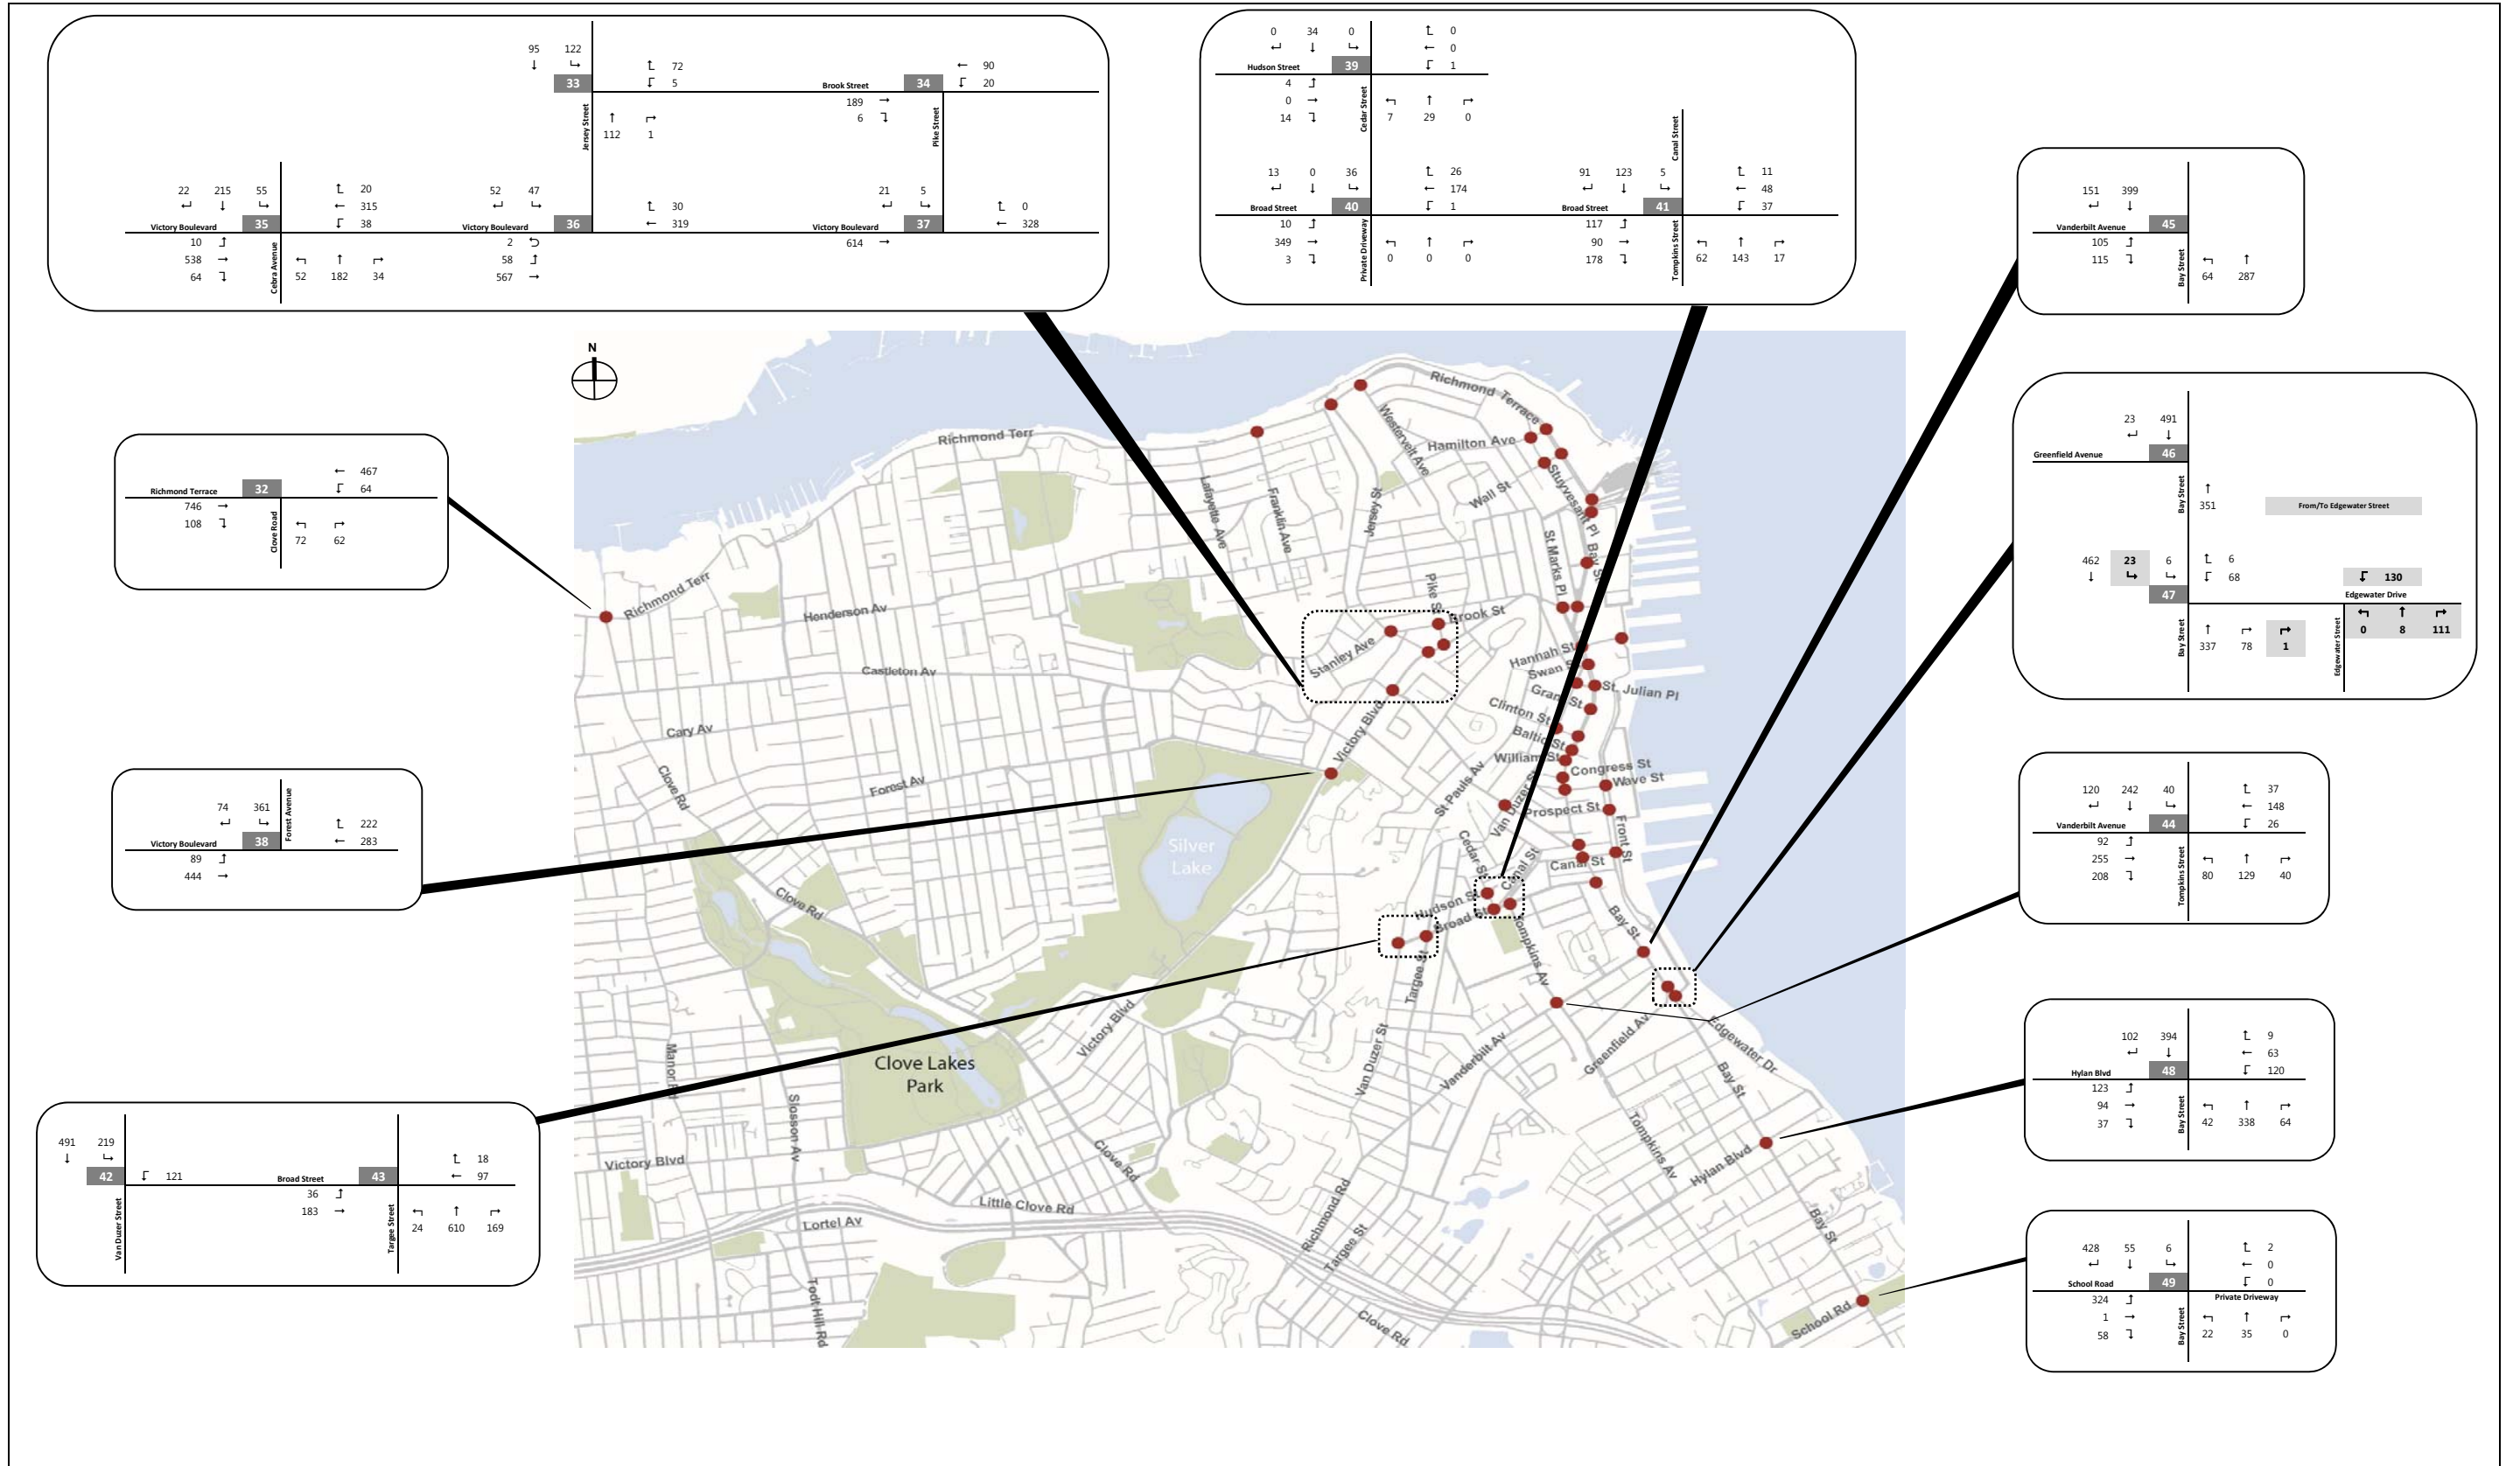 95 122
↓ ↳
33
↑ 72
↓ 5
Jersey Street
↑ ↱
112 1
Brook Street
34
← 90
20
189 →
6
Pike Street
22 215 55
20
← 315
38
Victory Boulevard
35
10
538 →
64
Cebra Avenue
52 182 34
52 47
30
← 319
Victory Boulevard
36
2
58
567 →
21 5
0
← 328
Victory Boulevard
37
614 →
0 34 0
0
← 0
1
Hudson Street
39
4
0 →
14
Cedar Street
7 29 0
13 0 36
26
← 174
1
Broad Street
40
10
349 →
3
Private Driveway
0 0 0
Canal Street
91 123 5
11
← 48
37
Broad Street
41
117
90 →
178
Tompkins Street
62 143 17
151 399
Vanderbilt Avenue
45
105
115
Bay Street
64 287
23 491
Greenfield Avenue
46
Bay Street
351
From/To Edgewater Street
462 23 6
6
68
130
47
Edgewater Drive
Bay Street
337 78 1
Edgewater Street
0 8 111
← 467
64
Richmond Terrace
32
746 →
108
Clove Road
72 62
74 361
Forest Avenue
222
← 283
Victory Boulevard
38
89
444 →
120 242 40
37
← 148
26
Vanderbilt Avenue
44
92
255 →
208
Tompkins Street
80 129 40
102 394
9
← 63
120
Hylan Blvd
48
123
94 →
37
Bay Street
42 338 64
491 219
42
121
Van Duzer Street
Broad Street
43
18
← 97
36
183 →
Targee Street
24 610 169
428 55 6
2
← 0
0
School Road
49
Private Driveway
324
1 →
58
Bay Street
22 35 0
N
Richmond Terrace
Richmond Terr
Westervelt Ave
Hamilton Ave
Lafayette Ave
Franklin Ave
Jersey St
Wall St
Stuyvesant Pl
Bay St
St Marks Pl
Richmond Terr
Henderson Av
Pike St
Brook St
Stanley Ave
Castleton Av
Hannah St
Swan St
St. Julian Pl
Grant St
Clinton St
Baltic St
Cary Av
Victory Blvd
William St
Congress St
Wave St
Forest Av
Clove Rd
St Pauls Av
Van Duzer St
Prospect St
Front St
Silver
Lake
Cedar St
Canal St
Canal St
Clove Rd
Hudson St
Broad St
Tompkins Av
Bay St
Targee St
Victory Blvd
Van Duzer St
Vanderbilt Av
Greenfield Av
Edgewater Dr
Manor Rd
Clove Lakes
Park
Slosson Av
Bay St
Victory Blvd
Clove Rd
Tompkins Av
Hylan Blvd
Little Clove Rd
Lortel Av
Richmond Rd
Targee St
Bay St
Todt Hill Rd
Clove Rd
School Rd